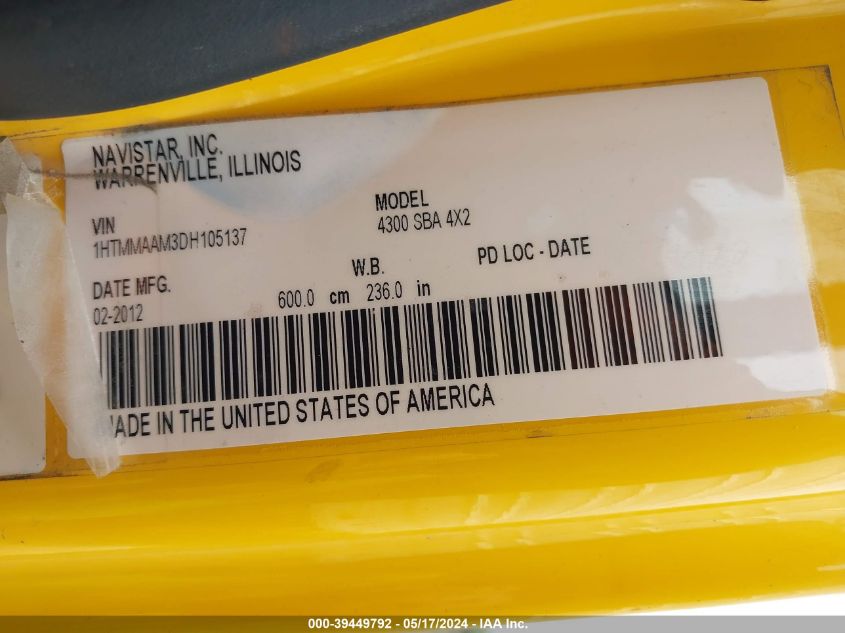 NAVISTAR, INC.
WARRENVILLE, ILLINOIS
VIN
1HTMMAAM3DH105137
MODEL
4300 SBA 4X2
DATE MFG.
02-2012
W.B.
600.0 cm 236.0 in
PD LOC - DATE
MADE IN THE UNITED STATES OF AMERICA
000-39449792 - 05/17/2024 - IAA Inc.